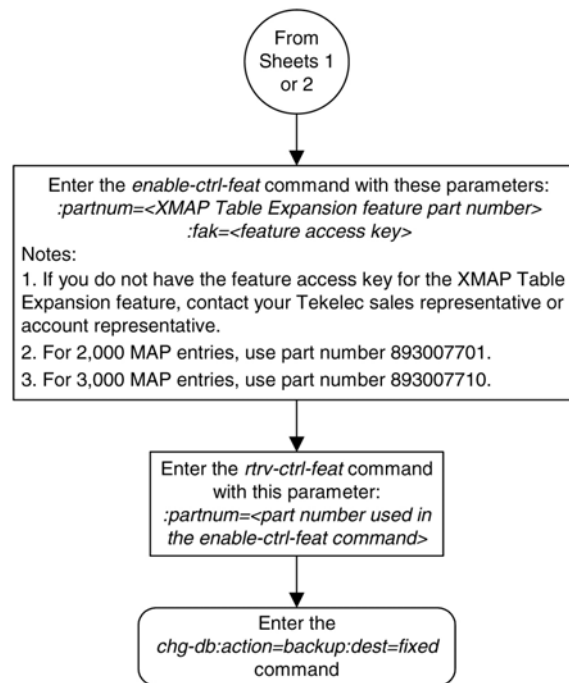 From
Sheets 1
or 2
Enter the enable-ctrl-feat command with these parameters:
:partnum=<XMAP Table Expansion feature part number>
:fak=<feature access key>
Notes:
1. If you do not have the feature access key for the XMAP Table
Expansion feature, contact your Tekelec sales representative or
account representative.
2. For 2,000 MAP entries, use part number 893007701.
3. For 3,000 MAP entries, use part number 893007710.
Enter the rtrv-ctrl-feat command
with this parameter:
:partnum=<part number used in
the enable-ctrl-feat command>
Enter the
chg-db:action=backup:dest=fixed
command